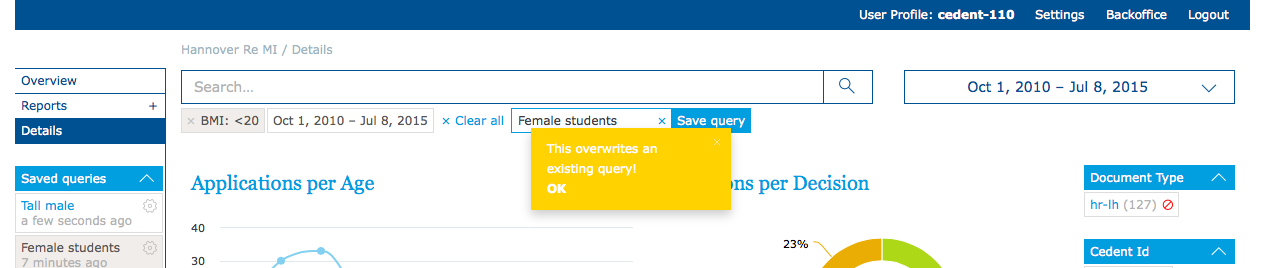 User Profile: cedent-110 Settings Backoffice Logout
Hannover Re MI / Details
Overview
Reports +
Details
Search...
Oct 1, 2010 – Jul 8, 2015
× BMI: <20 Oct 1, 2010 – Jul 8, 2015 × Clear all Female students × Save query
This overwrites an ×
existing query!
OK
Saved queries
Tall male
a few seconds ago
Female students
7 minutes ago
Applications per Age
40
30
ns per Decision
23%
Document Type
hr-lh (127)
Cedent Id